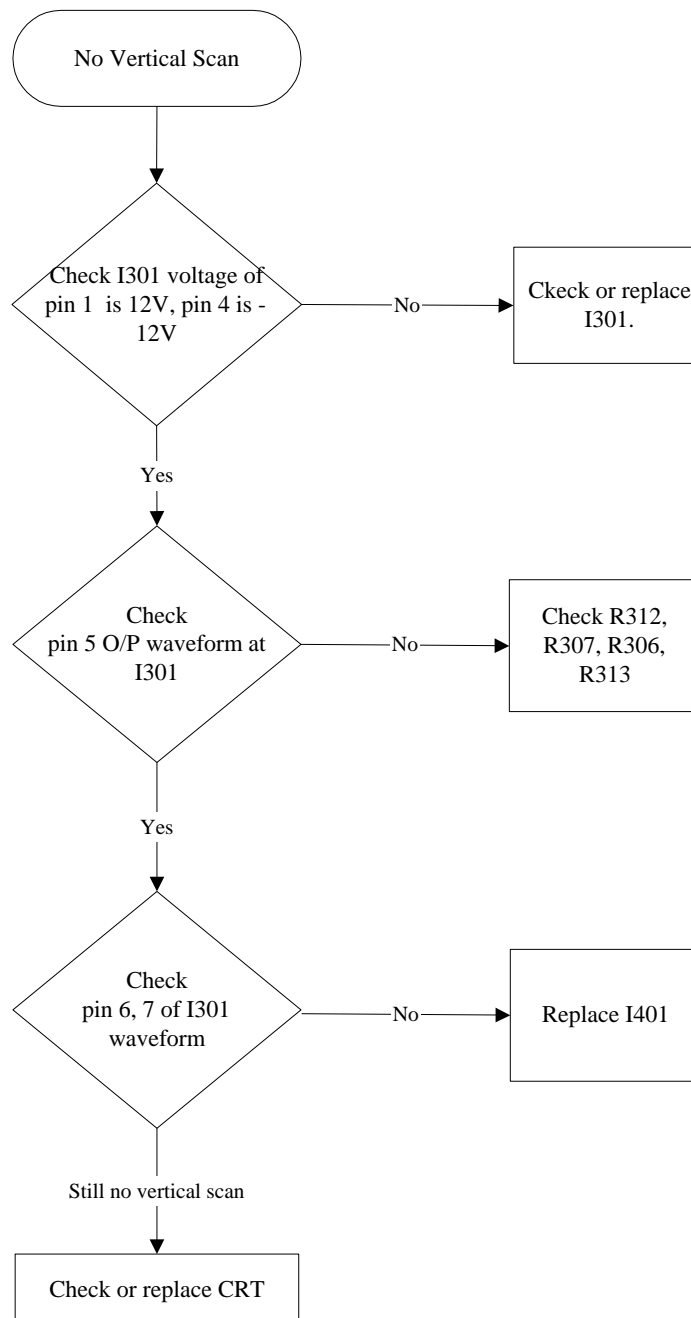 No Vertical Scan
Check I301 voltage of
pin 1 is 12V, pin 4 is -
12V
No
Ckeck or replace
I301.
Yes
Check
pin 5 O/P waveform at
I301
No
Check R312,
R307, R306,
R313
Yes
Check
pin 6, 7 of I301
waveform
No
Replace I401
Still no vertical scan
Check or replace CRT